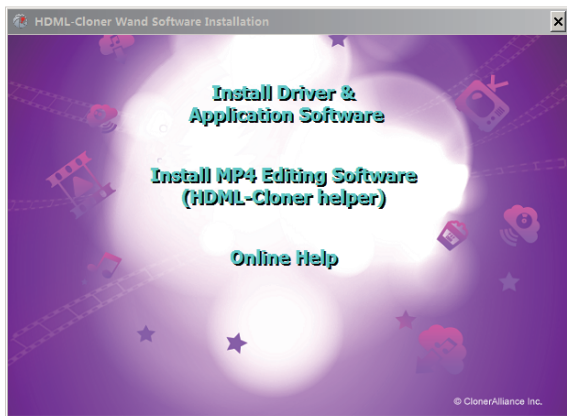 HDML-Cloner Wand Software Installation
Install Driver &
Application Software
Install MP4 Editing Software
(HDML-Cloner helper)
Online Help
© ClonerAlliance Inc.